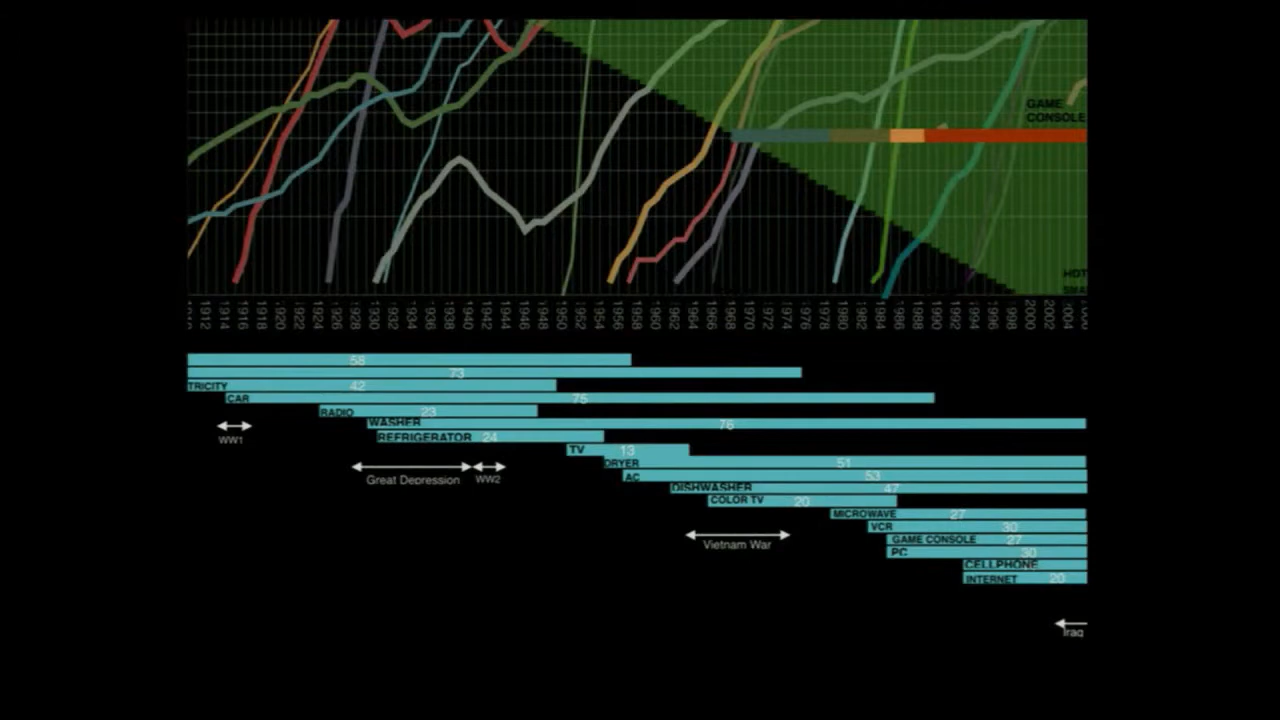 GAME
CONSOLE
HOT
1912 1914 1916 1918 1920 1922 1924 1926 1928 1930 1932 1934 1936 1938 1940 1942 1944 1946 1948 1950 1952 1954 1956 1958 1960 1962 1964 1966 1968 1970 1972 1974 1976 1978 1980 1982 1984 1986 1988 1990 1992 1994 1996 1998 2000 2002 2004
58
73
TRICITY 42
CAR 75
RADIO 23
WASHER 76
WW1
REFRIGERATOR 24
TV 13
DRYER 51
Great Depression WW2
AC 53
DISHWASHER 47
COLOR TV 20
MICROWAVE 27
VCR 30
Vietnam War
GAME CONSOLE 27
PC 30
CELLPHONE
INTERNET 20
Iraq